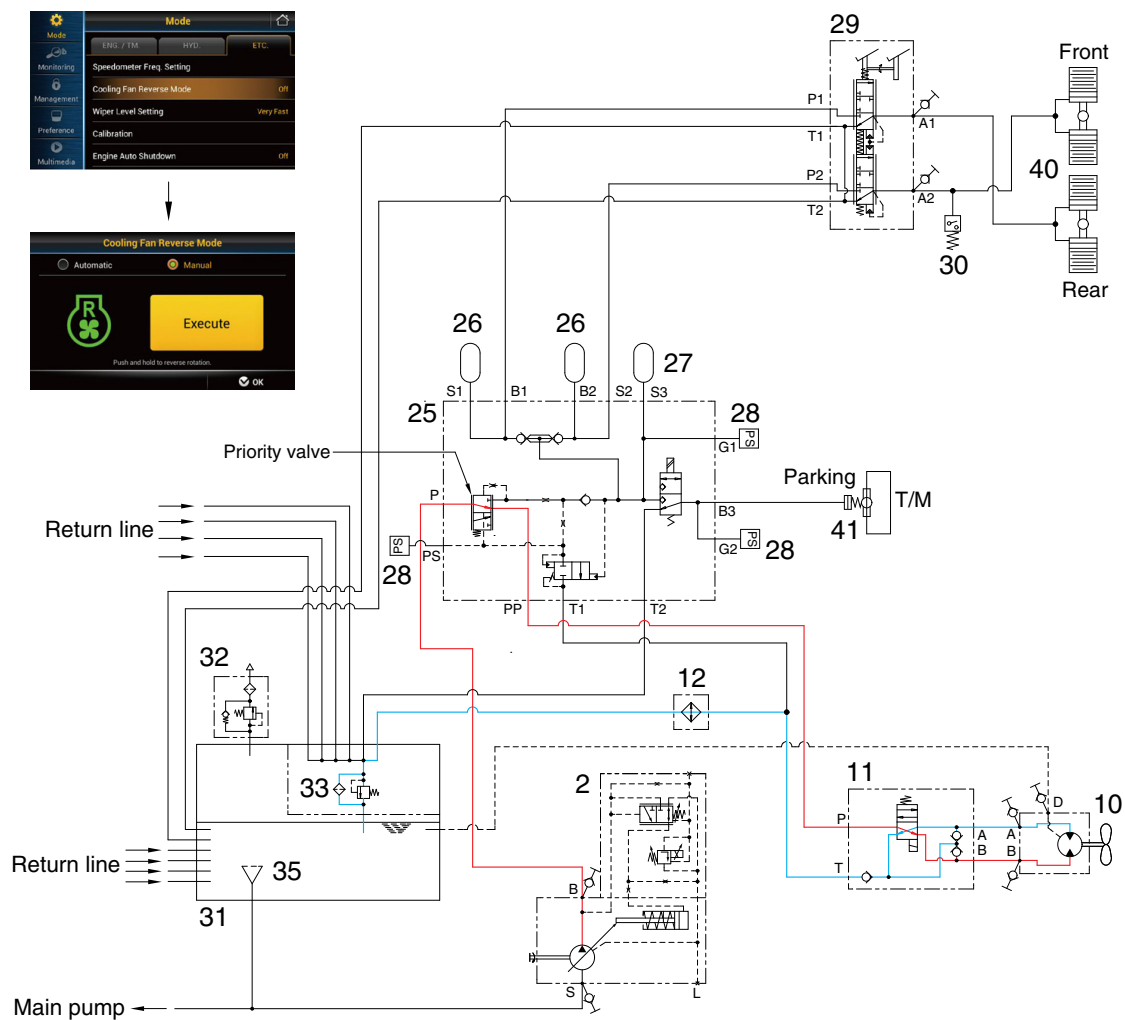 Mode
Mode
ENG. / TM
HYD.
ETC.
Monitoring
Speedometer Freq. Setting
Cooling Fan Reverse Mode
Off
Management
Wiper Level Setting
Very Fast
Preference
Calibration
Multimedia
Engine Auto Shutdown
Off
Cooling Fan Reverse Mode
Automatic
Manual
R
Execute
Push and hold to reverse rotation.
OK
29
Front
P1
A1
T1
40
P2
A2
T2
30
Rear
26
26
27
S1
B1
B2
S2
S3
25
28
PS
G1
Priority valve
P
Parking
T/M
B3
41
Return line
PS
PS
28
G2
PS
28
PP
T1
T2
32
12
33
2
11
D
10
P
A
A
B
B
T
Return line
35
B
31
S
L
Main pump